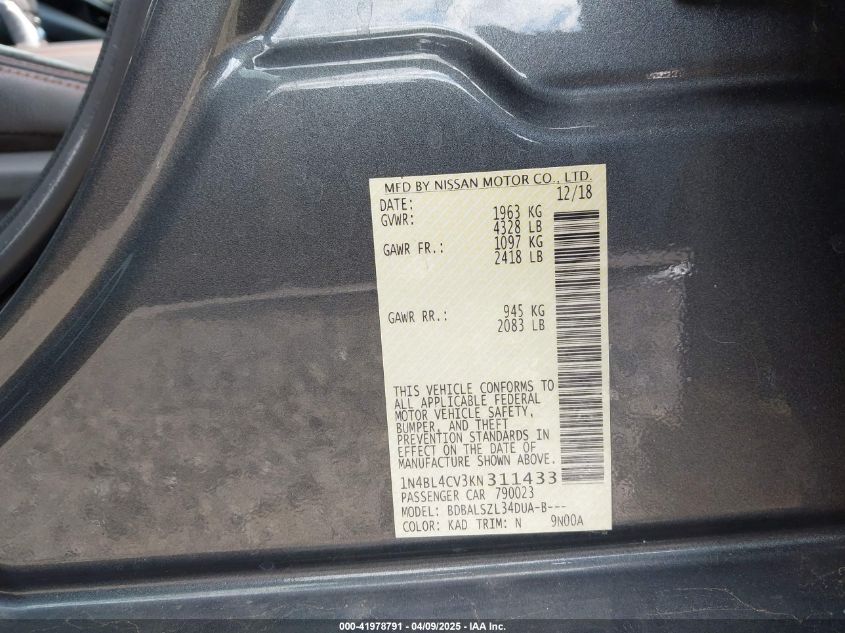 MFD BY NISSAN MOTOR CO., LTD.
DATE: 12/18
GVWR: 1963 KG
4328 LB
GAWR FR.: 1097 KG
2418 LB
GAWR RR.: 945 KG
2083 LB
THIS VEHICLE CONFORMS TO
ALL APPLICABLE FEDERAL
MOTOR VEHICLE SAFETY,
BUMPER, AND THEFT
PREVENTION STANDARDS IN
EFFECT ON THE DATE OF
MANUFACTURE SHOWN ABOVE.
1N4BL4CV3KN311433
PASSENGER CAR 790023
MODEL: BDBALSZL34DUA-B---
COLOR: KAD TRIM: N 9N00A
000-41978791 - 04/09/2025 - IAA Inc.